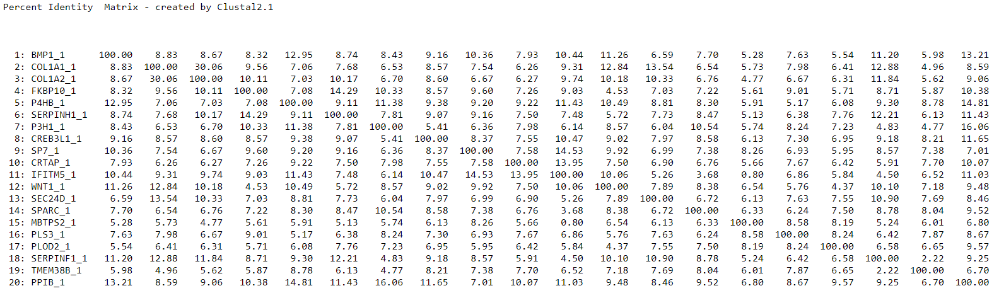 Percent Identity  Matrix - created by Clustal2.1
1: BMP1_1 100.00 8.83 8.67 8.32 12.95 8.74 8.43 9.16 10.36 7.93 10.44 11.26 6.59 7.70 5.28 7.63 5.54 11.20 5.98 13.21
2: COL1A1_1 8.83 100.00 30.06 9.56 7.06 7.68 6.53 8.57 7.54 6.26 9.31 12.84 13.54 6.54 5.73 7.98 6.41 12.88 4.96 8.59
3: COL1A2_1 8.67 30.06 100.00 10.11 7.03 10.17 6.70 8.60 6.67 6.27 9.74 10.18 10.33 6.76 4.77 6.67 6.31 11.84 5.62 9.06
4: FKBP10_1 8.32 9.56 10.11 100.00 7.08 14.29 10.33 8.57 9.60 7.26 9.03 4.53 7.03 7.22 5.61 9.01 5.71 8.71 5.87 10.38
5: P4HB_1 12.95 7.06 7.03 7.08 100.00 9.11 11.38 9.38 9.20 9.22 11.43 10.49 8.81 8.30 5.91 5.17 6.08 9.30 8.78 14.81
6: SERPINH1_1 8.74 7.68 10.17 14.29 9.11 100.00 7.81 9.07 9.16 7.50 7.48 5.72 7.73 8.47 5.13 6.38 7.76 12.21 6.13 11.43
7: P3H1_1 8.43 6.53 6.70 10.33 11.38 7.81 100.00 5.41 6.36 7.98 6.14 8.57 6.04 10.54 5.74 8.24 7.23 4.83 4.77 16.06
8: CREB3L1_1 9.16 8.57 8.60 8.57 9.38 9.07 5.41 100.00 8.37 7.55 10.47 9.02 7.97 8.58 6.13 7.30 6.95 9.18 8.21 11.65
9: SP7_1 10.36 7.54 6.67 9.60 9.20 9.16 6.36 8.37 100.00 7.58 14.53 9.92 6.99 7.38 8.26 6.93 5.95 8.57 7.38 7.01
10: CRTAP_1 7.93 6.26 6.27 7.26 9.22 7.50 7.98 7.55 7.58 100.00 13.95 7.50 6.90 6.76 5.66 7.67 6.42 5.91 7.70 10.07
11: IFITM5_1 10.44 9.31 9.74 9.03 11.43 7.48 6.14 10.47 14.53 13.95 100.00 10.06 5.26 3.68 0.80 6.86 5.84 4.50 6.52 11.03
12: WNT1_1 11.26 12.84 10.18 4.53 10.49 5.72 8.57 9.02 9.92 7.50 10.06 100.00 7.89 8.38 6.54 5.76 4.37 10.10 7.18 9.48
13: SEC24D_1 6.59 13.54 10.33 7.03 8.81 7.73 6.04 7.97 6.99 6.90 5.26 7.89 100.00 6.72 6.13 7.63 7.55 10.90 7.69 8.46
14: SPARC_1 7.70 6.54 6.76 7.22 8.30 8.47 10.54 8.58 7.38 6.76 3.68 8.38 6.72 100.00 6.33 6.24 7.50 8.78 8.04 9.52
15: MBTPS2_1 5.28 5.73 4.77 5.61 5.91 5.13 5.74 6.13 8.26 5.66 0.80 6.54 6.13 6.33 100.00 8.58 8.19 5.24 6.01 6.80
16: PLS3_1 7.63 7.98 6.67 9.01 5.17 6.38 8.24 7.30 6.93 7.67 6.86 5.76 7.63 6.24 8.58 100.00 8.24 6.42 7.87 8.67
17: PLOD2_1 5.54 6.41 6.31 5.71 6.08 7.76 7.23 6.95 5.95 6.42 5.84 4.37 7.55 7.50 8.19 8.24 100.00 6.58 6.65 9.57
18: SERPINF1_1 11.20 12.88 11.84 8.71 9.30 12.21 4.83 9.18 8.57 5.91 4.50 10.10 10.90 8.78 5.24 6.42 6.58 100.00 2.22 9.25
19: TMEM38B_1 5.98 4.96 5.62 5.87 8.78 6.13 4.77 8.21 7.38 7.70 6.52 7.18 7.69 8.04 6.01 7.87 6.65 2.22 100.00 6.70
20: PPIB_1 13.21 8.59 9.06 10.38 14.81 11.43 16.06 11.65 7.01 10.07 11.03 9.48 8.46 9.52 6.80 8.67 9.57 9.25 6.70 100.00